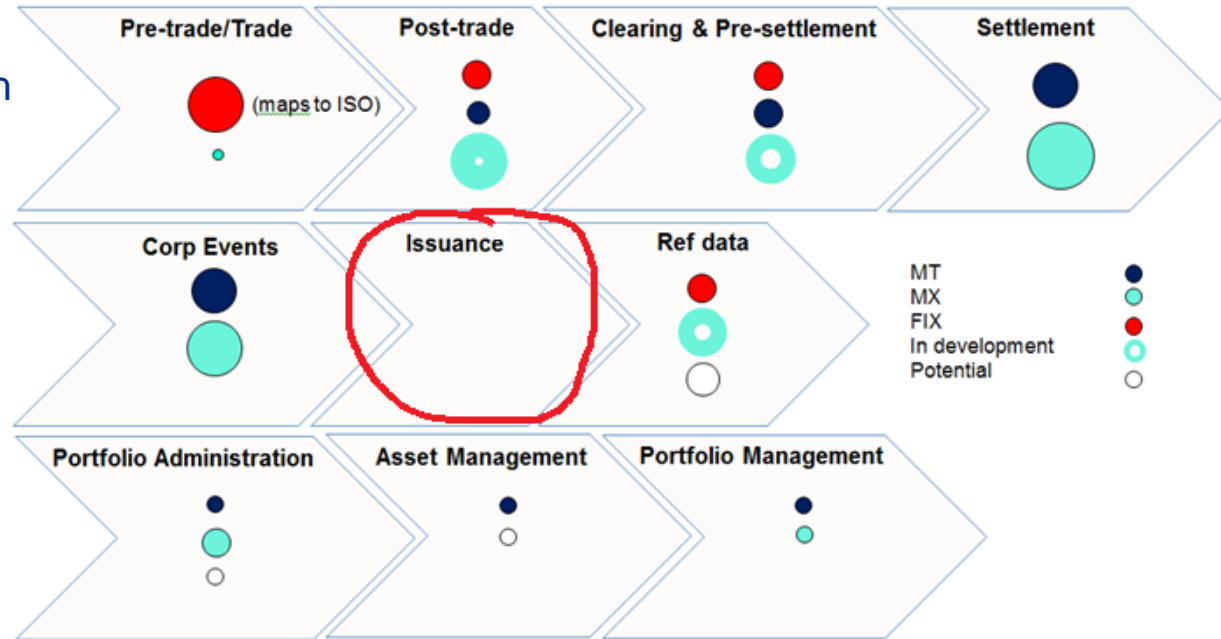 Pre-trade/Trade
Post-trade
Clearing & Pre-settlement
Settlement
(maps to ISO)
Corp Events
Issuance
Ref data
MT
MX
FIX
In development
Potential
Portfolio Administration
Asset Management
Portfolio Management